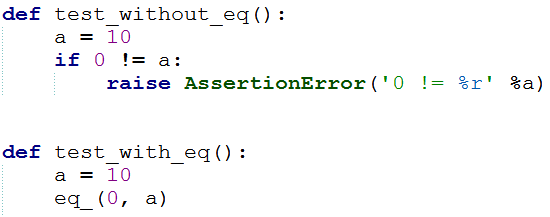 def test_without_eq():
    a = 10
    if 0 != a:
        raise AssertionError('0 != %r' %a)
def test_with_eq():
    a = 10
    eq_(0, a)